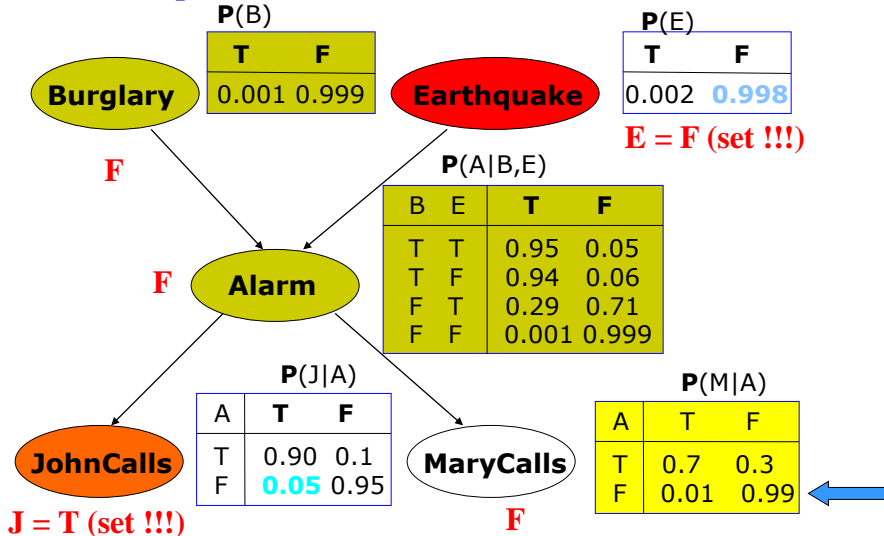 P(B)
T F
0.001 0.999
Burglary
P(E)
T F
0.002 0.998
Earthquake
E = F (set !!!)
F
P(A|B,E)
B E T F
T T 0.95 0.05
T F 0.94 0.06
F T 0.29 0.71
F F 0.001 0.999
F
Alarm
P(J|A)
A T F
T 0.90 0.1
F 0.05 0.95
JohnCalls
J = T (set !!!)
P(M|A)
A T F
T 0.7 0.3
F 0.01 0.99
MaryCalls
F